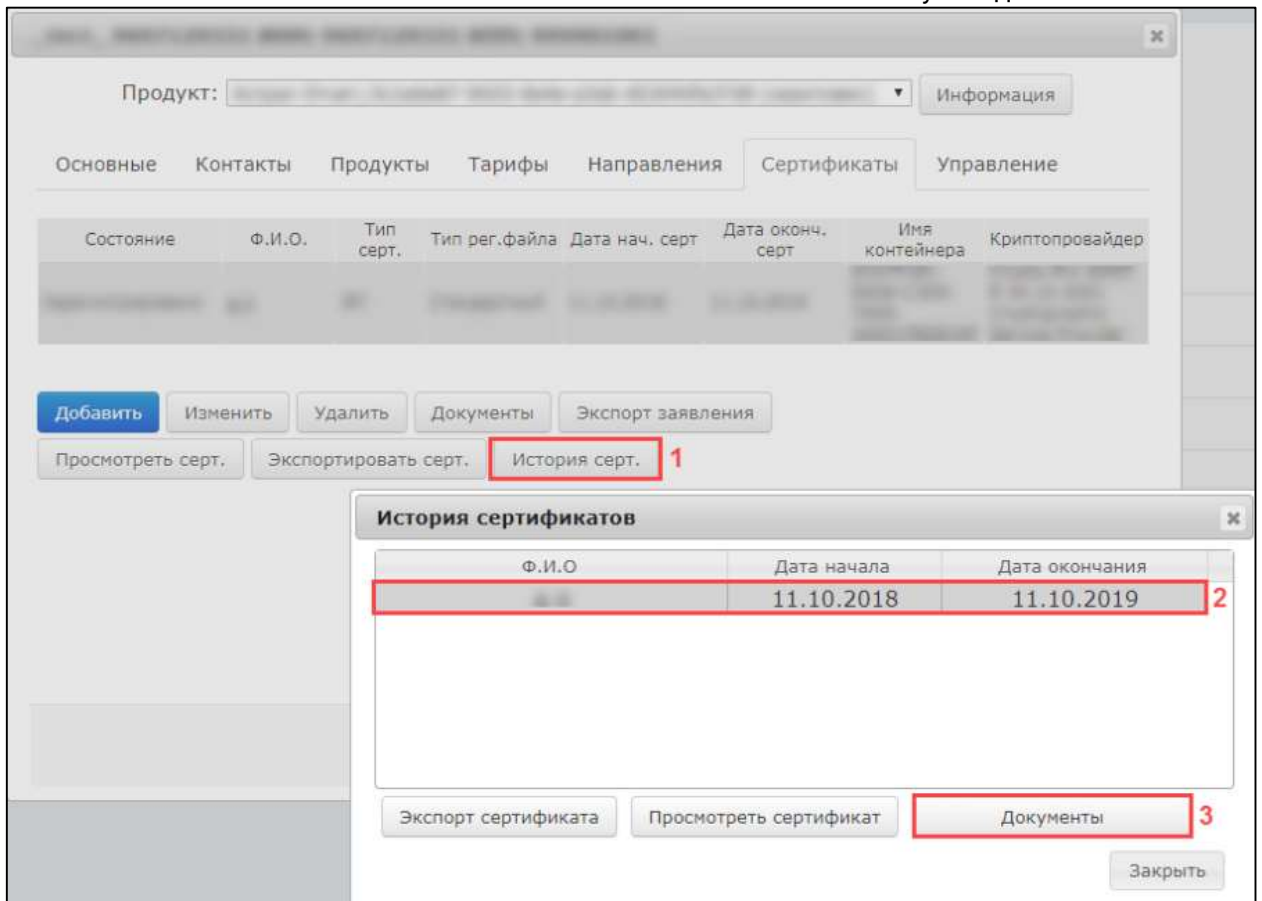 Продукт:
Информация
Основные Контакты Продукты Тарифы Направления Сертификаты Управление
Состояние Ф.И.О. Тип серт. Тип рег.файла Дата нач. серт Дата оконч. серт Имя контейнера Криптопровайдер
Добавить Изменить Удалить Документы Экспорт заявления
Просмотреть серт. Экспортировать серт. История серт. 1
История сертификатов
Ф.И.О Дата начала Дата окончания
11.10.2018 11.10.2019 2
Экспорт сертификата Просмотреть сертификат Документы 3
Закрыть